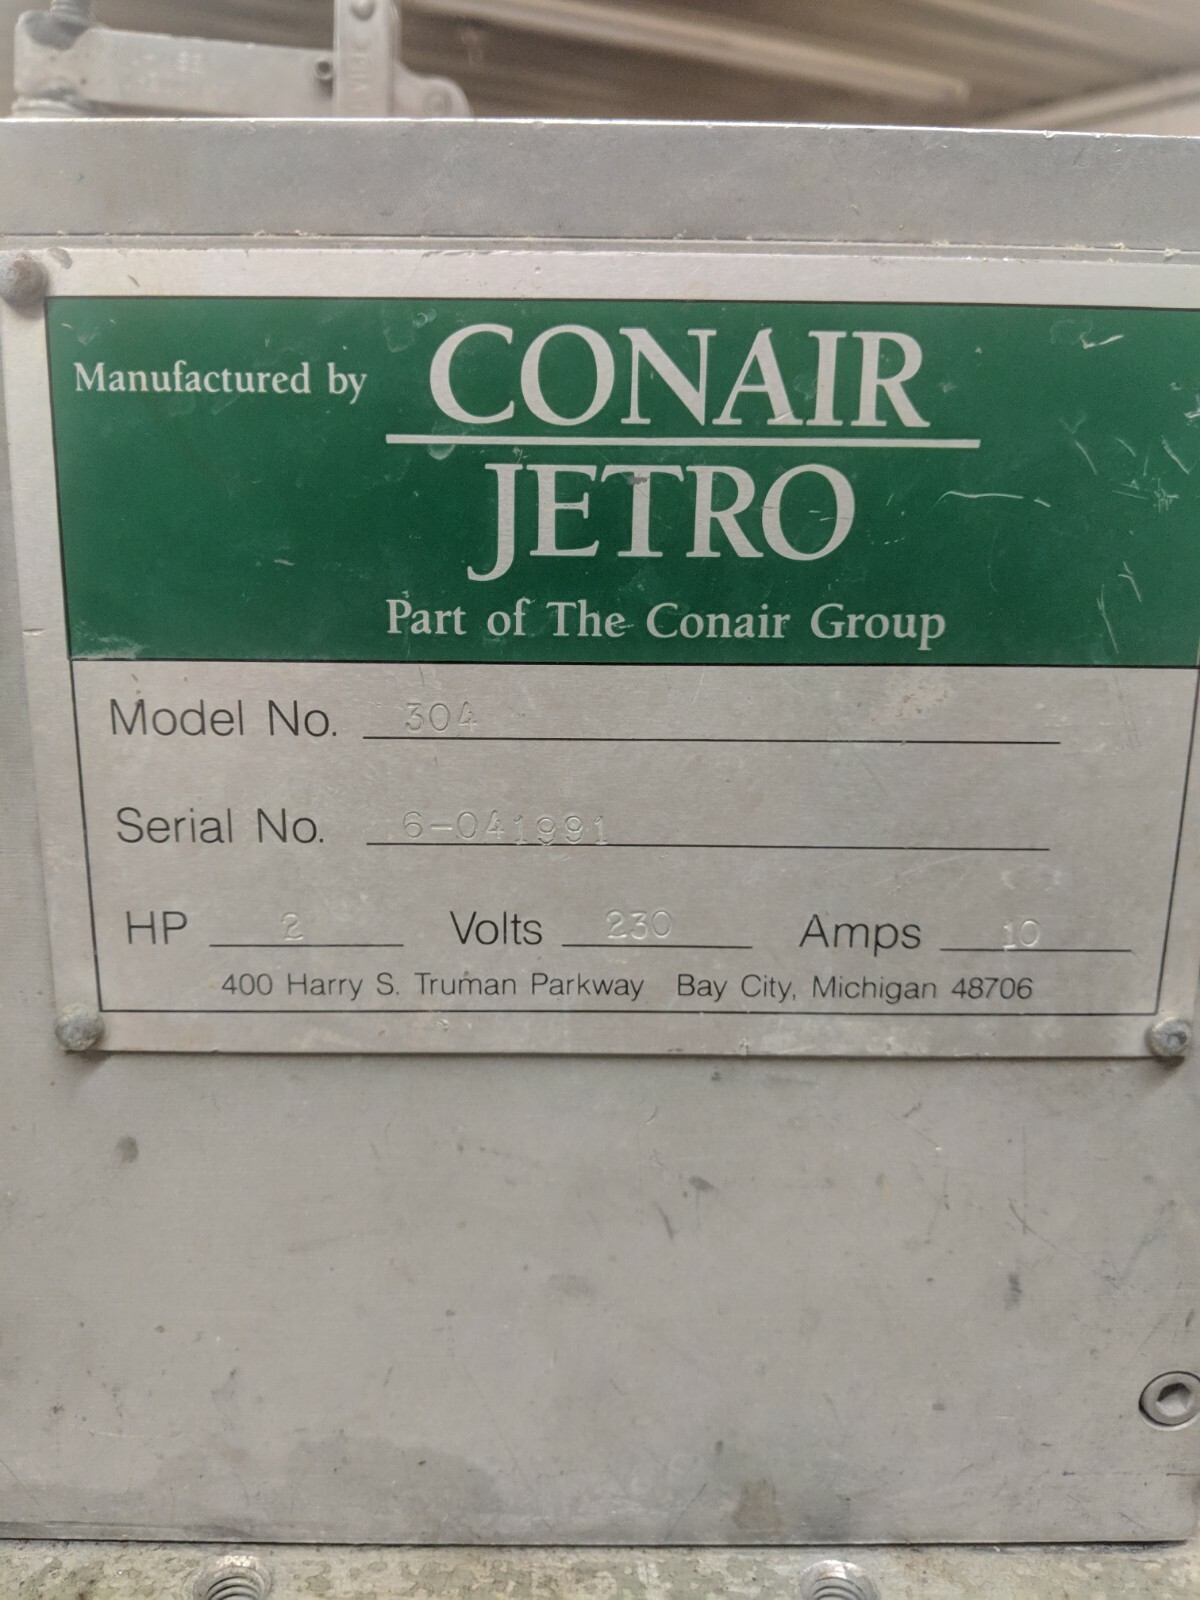 Manufactured by CONAIR
JETRO
Part of The Conair Group
Model No. 304
Serial No. 6-041991
HP 2 Volts 230 Amps 10
400 Harry S. Truman Parkway Bay City, Michigan 48706